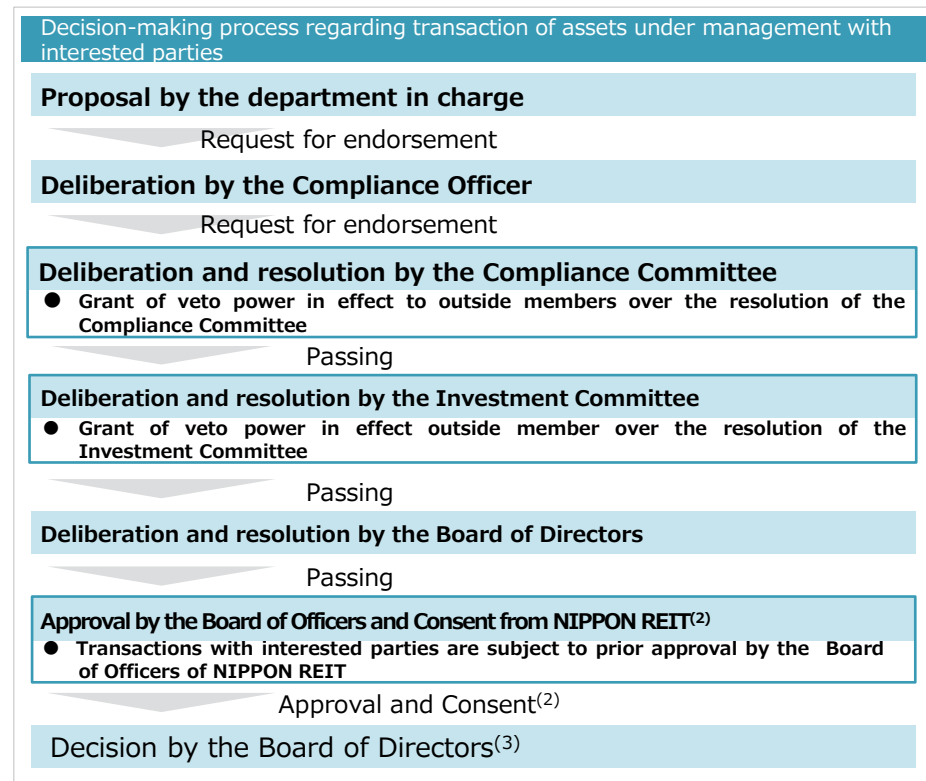 Decision-making process regarding transaction of assets under management with
interested parties
Proposal by the department in charge
Request for endorsement
Deliberation by the Compliance Officer
Request for endorsement
Deliberation and resolution by the Compliance Committee
● Grant of veto power in effect to outside members over the resolution of the
Compliance Committee
Passing
Deliberation and resolution by the Investment Committee
● Grant of veto power in effect outside member over the resolution of the
Investment Committee
Passing
Deliberation and resolution by the Board of Directors
Passing
Approval by the Board of Officers and Consent from NIPPON REIT(2)
● Transactions with interested parties are subject to prior approval by the Board
of Officers of NIPPON REIT
Approval and Consent(2)
Decision by the Board of Directors(3)